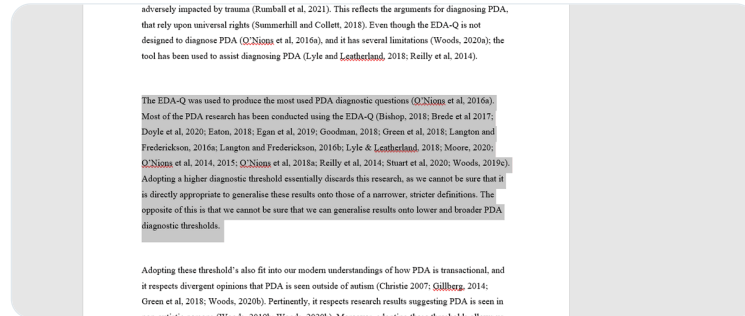 adversely impacted by trauma (Rumball et al, 2021). This reflects the arguments for diagnosing PDA,
that rely upon universal rights (Summerhill and Collett, 2018). Even though the EDA-Q is not
designed to diagnose PDA (O'Nions et al, 2016a), and it has several limitations (Woods, 2020a); the
tool has been used to assist diagnosing PDA (Lyle and Leatherland, 2018; Reilly et al, 2014).
The EDA-Q was used to produce the most used PDA diagnostic questions (O'Nions et al, 2016a).
Most of the PDA research has been conducted using the EDA-Q (Bishop, 2018; Brede et al 2017;
Doyle et al, 2020; Eaton, 2018; Egan et al, 2019; Goodman, 2018; Green et al, 2018; Langton and
Frederickson, 2016a; Langton and Frederickson, 2016b; Lyle & Leatherland, 2018; Moore, 2020;
O'Nions et al, 2014, 2015; O'Nions et al, 2018a; Reilly et al, 2014; Stuart et al, 2020; Woods, 2019c).
Adopting a higher diagnostic threshold essentially discards this research, as we cannot be sure that it
is directly appropriate to generalise these results onto those of a narrower, stricter definitions. The
opposite of this is that we cannot be sure that we can generalise results onto lower and broader PDA
diagnostic thresholds.
Adopting these threshold's also fit into our modern understandings of how PDA is transactional, and
it respects divergent opinions that PDA is seen outside of autism (Christie 2007; Gillberg, 2014;
Green et al, 2018; Woods, 2020b). Pertinently, it respects research results suggesting PDA is seen in